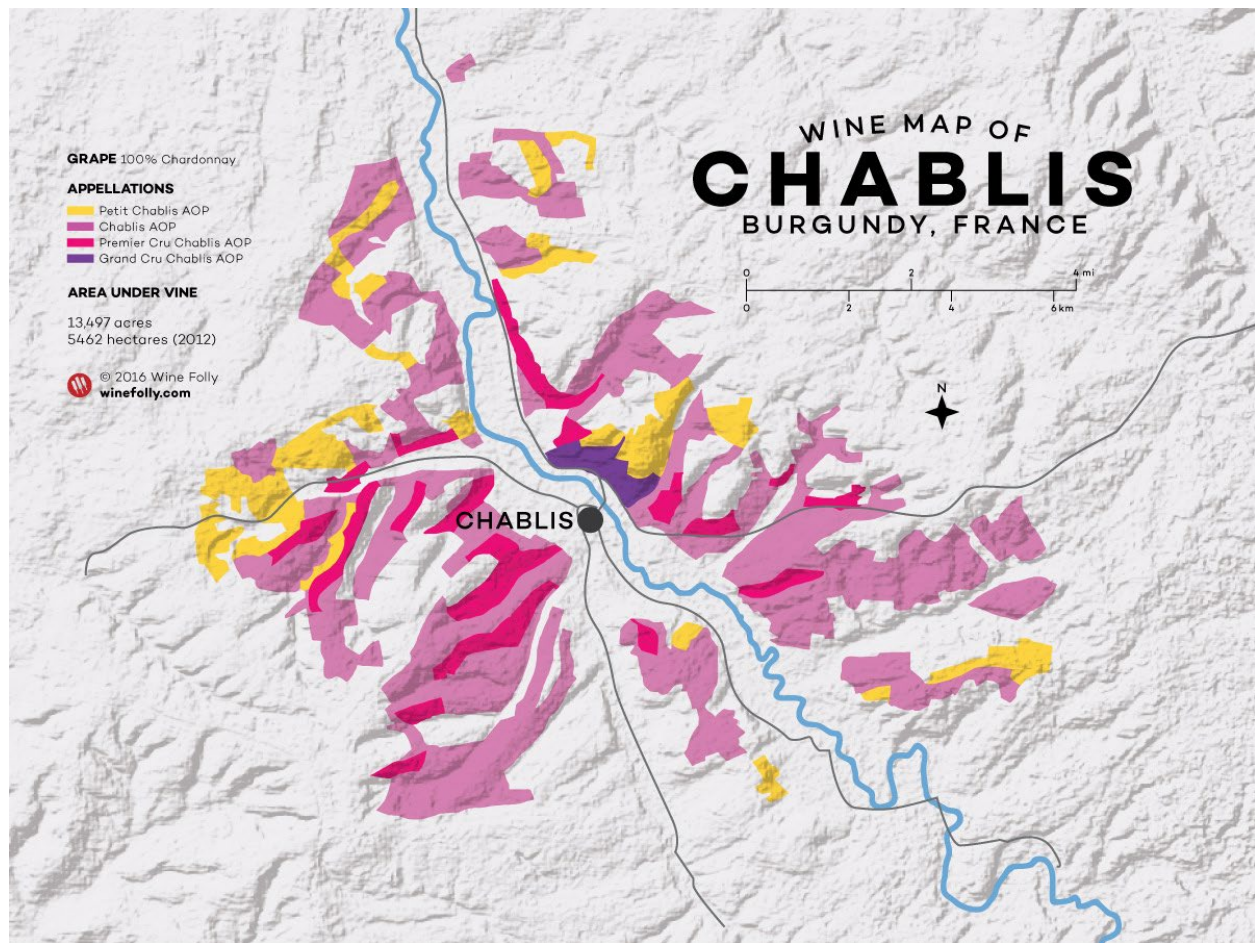 WINE MAP OF
CHABLIS
BURGUNDY, FRANCE
GRAPE 100% Chardonnay
APPELLATIONS
Petit Chablis AOP
Chablis AOP
Premier Cru Chablis AOP
Grand Cru Chablis AOP
AREA UNDER VINE
13,497 acres
5462 hectares (2012)
© 2016 Wine Folly
winefolly.com
0 2 4 mi
0 2 4 6 km
N
CHABLIS